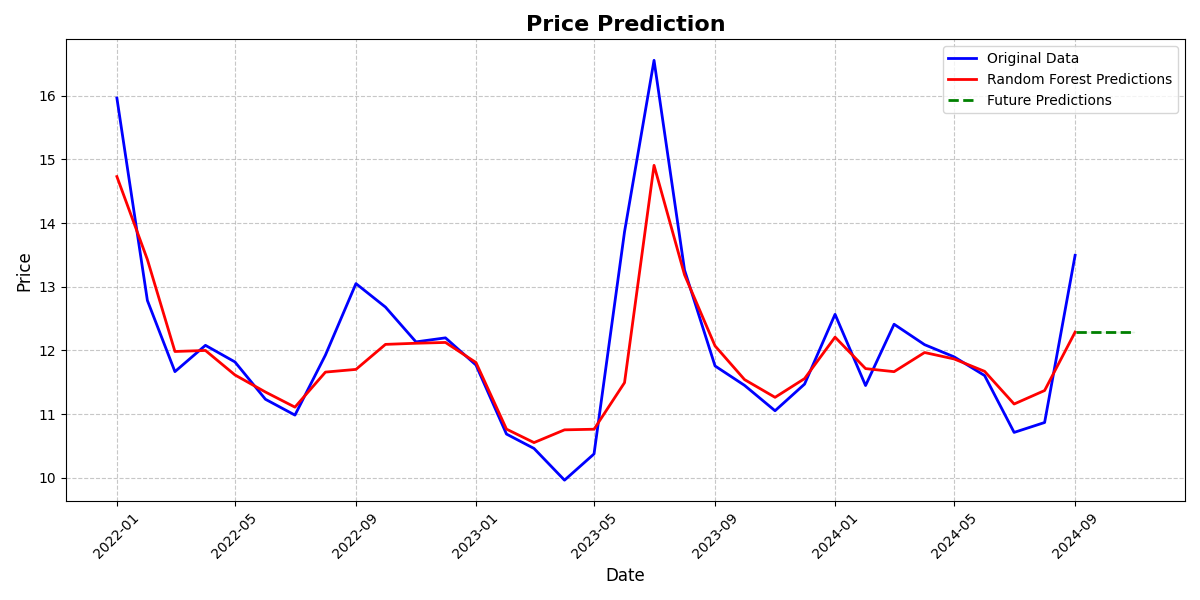 Price Prediction
Original Data
Random Forest Predictions
Future Predictions
Price
16
15
14
13
12
11
10
2022-01
2022-05
2022-09
2023-01
2023-05
2023-09
2024-01
2024-05
2024-09
Date